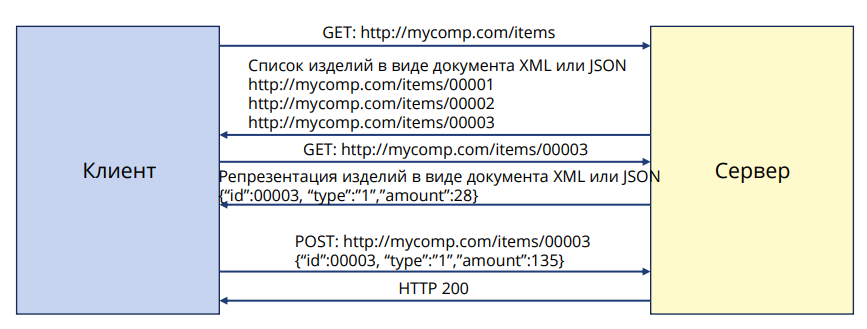 GET: http://mycomp.com/items
Список изделий в виде документа XML или JSON
http://mycomp.com/items/00001
http://mycomp.com/items/00002
http://mycomp.com/items/00003
GET: http://mycomp.com/items/00003
Клиент
Сервер
Репрезентация изделий в виде документа XML или JSON
{“id”:00003, “type”:”1”,”amount”:28}
POST: http://mycomp.com/items/00003
{“id”:00003, “type”:”1”,”amount”:135}
HTTP 200